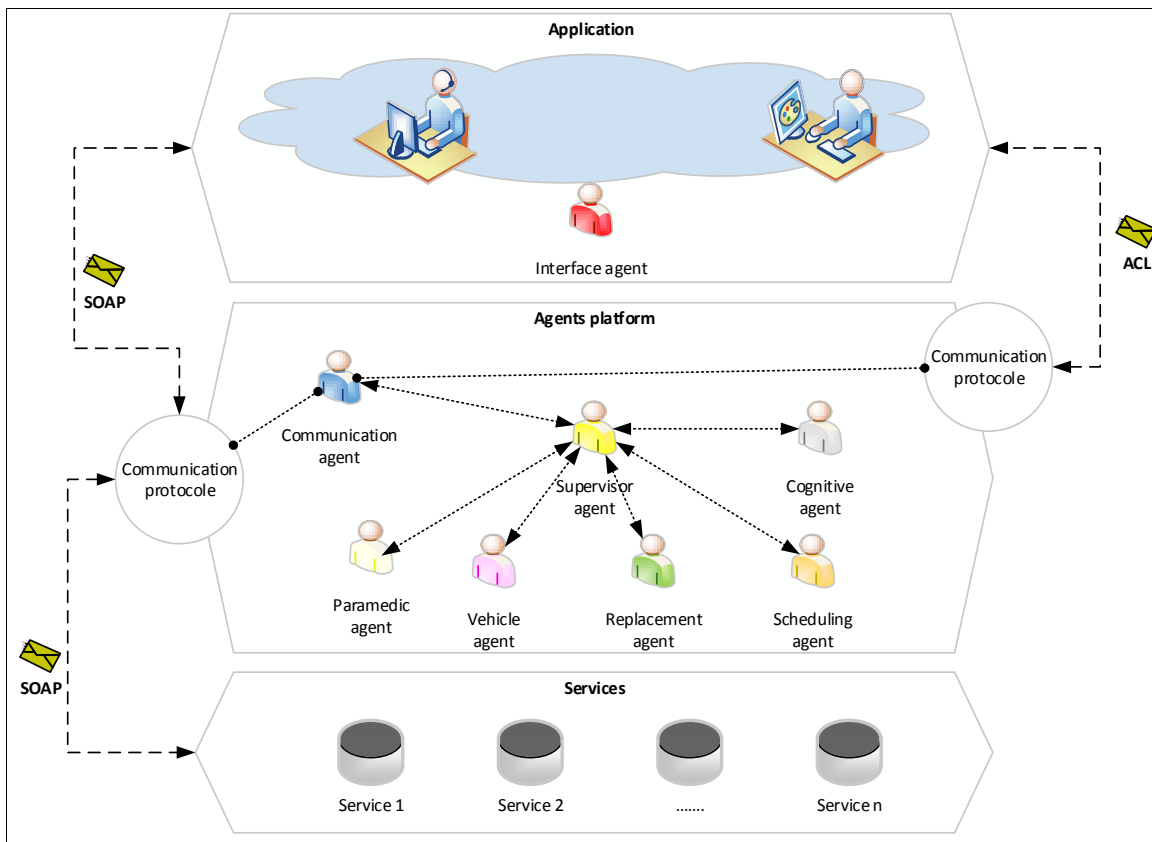 Application
Interface agent
SOAP
ACL
Agents platform
Communication
protocole
Communication
agent
Communication
protocole
Supervisor
agent
Cognitive
agent
Paramedic
agent
Vehicle
agent
Replacement
agent
Scheduling
agent
SOAP
Services
Service 1
Service 2
.......
Service n